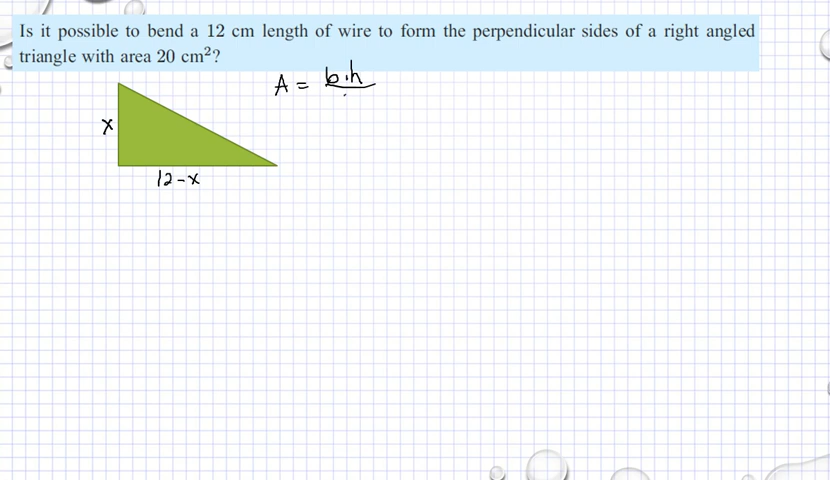 Is it possible to bend a 12 cm length of wire to form the perpendicular sides of a right angled
triangle with area 20 cm²?
A = b.h
x
12-x